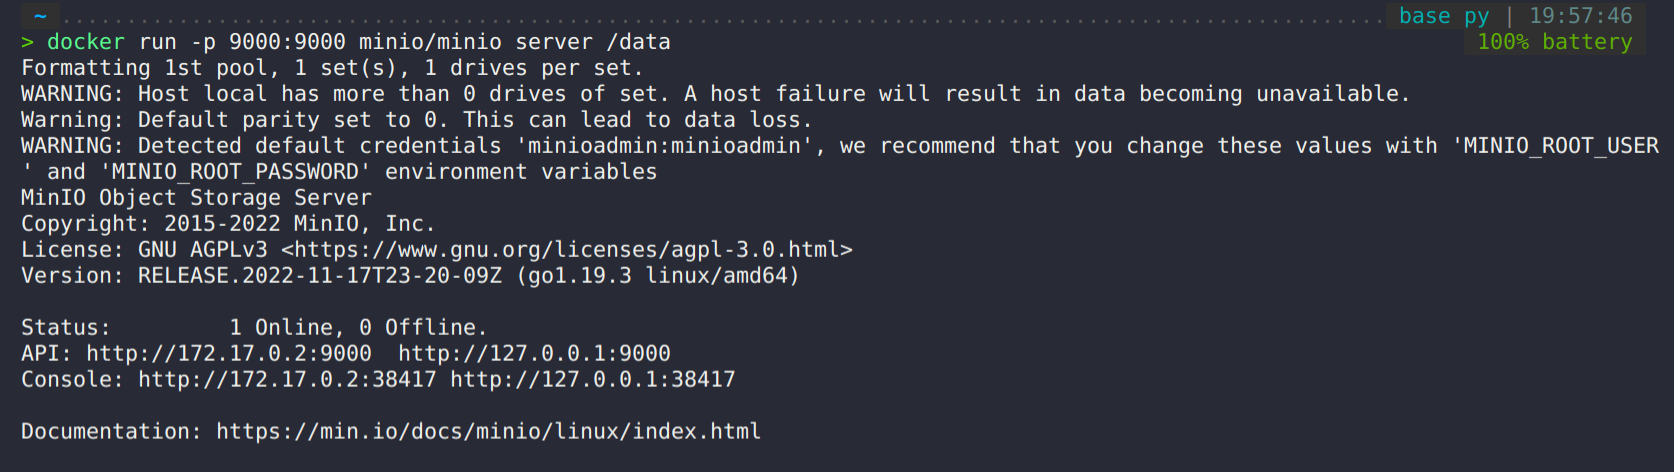 ~ base py | 19:57:46
> docker run -p 9000:9000 minio/minio server /data 100% battery
Formatting 1st pool, 1 set(s), 1 drives per set.
WARNING: Host local has more than 0 drives of set. A host failure will result in data becoming unavailable.
Warning: Default parity set to 0. This can lead to data loss.
WARNING: Detected default credentials 'minioadmin:minioadmin', we recommend that you change these values with 'MINIO_ROOT_USER
' and 'MINIO_ROOT_PASSWORD' environment variables
MinIO Object Storage Server
Copyright: 2015-2022 MinIO, Inc.
License: GNU AGPLv3 <https://www.gnu.org/licenses/agpl-3.0.html>
Version: RELEASE.2022-11-17T23-20-09Z (go1.19.3 linux/amd64)
Status:         1 Online, 0 Offline.
API: http://172.17.0.2:9000  http://127.0.0.1:9000
Console: http://172.17.0.2:38417 http://127.0.0.1:38417
Documentation: https://min.io/docs/minio/linux/index.html